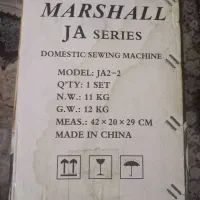 MARSHALL
JA SERIES
DOMESTIC SEWING MACHINE
MODEL: JA2-2
Q'TY: 1 SET
N.W.: 11 KG
G.W.: 12 KG
MEAS.: 42 × 20 × 29 CM
MADE IN CHINA